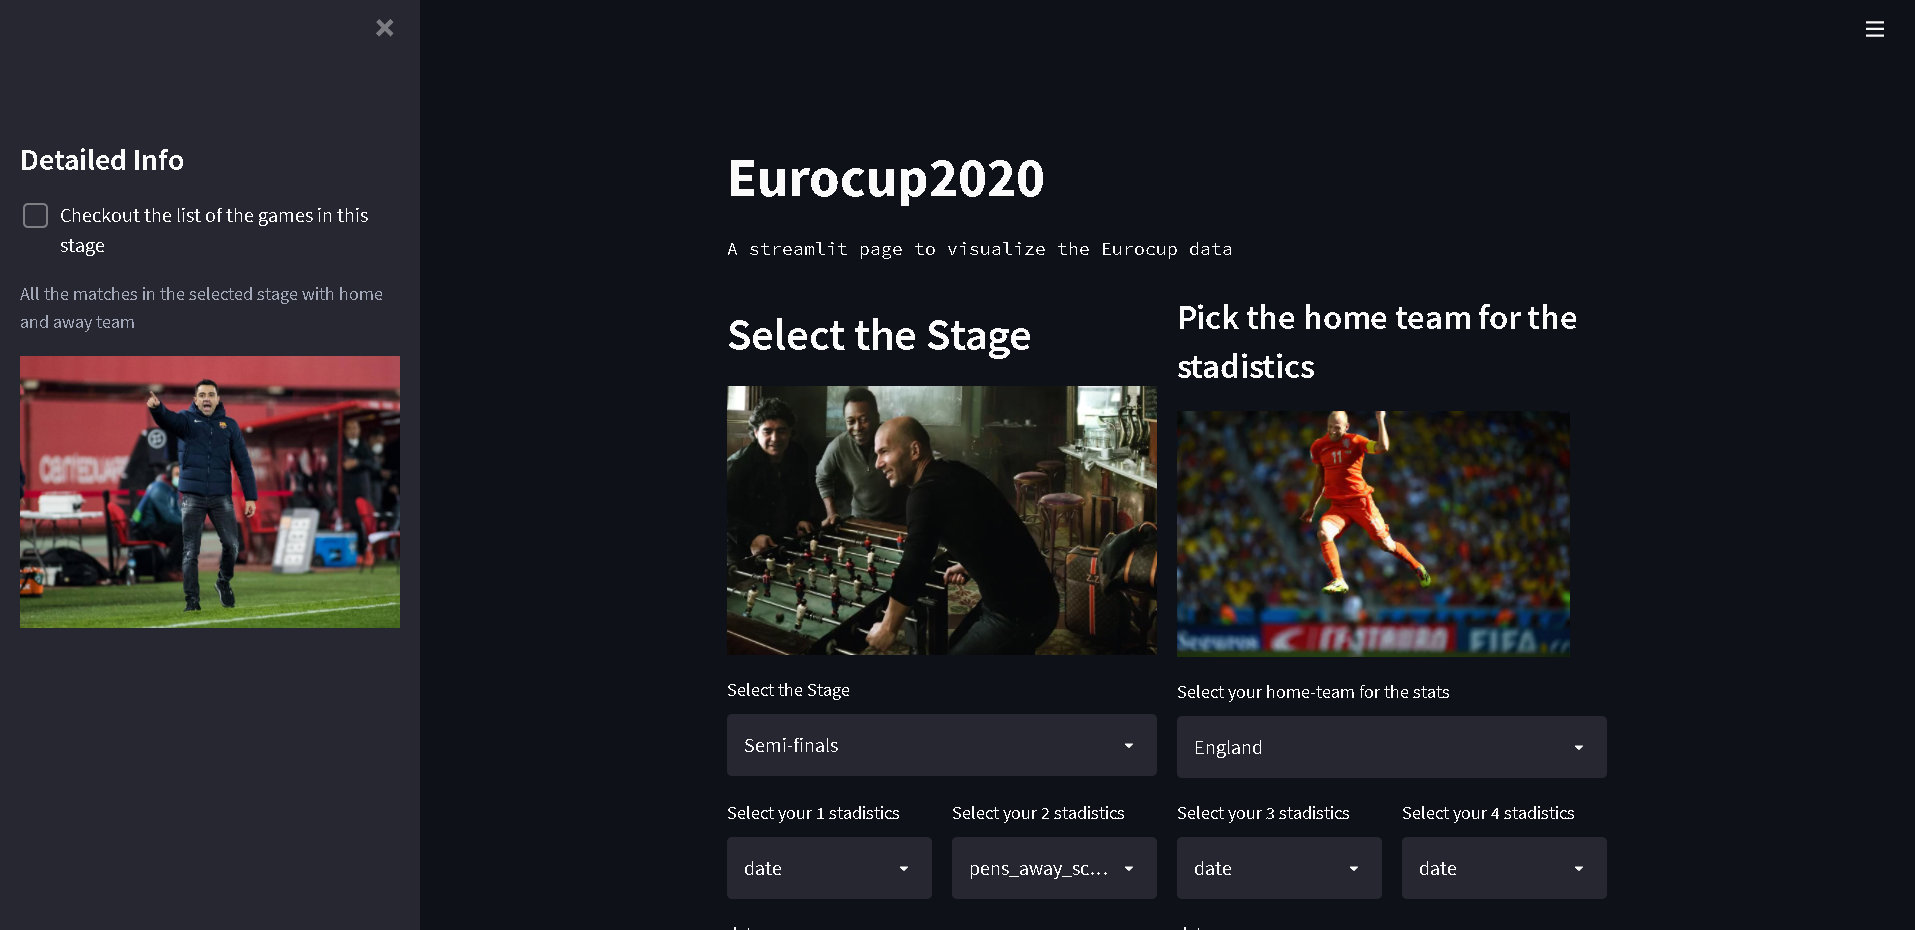 Detailed Info
Checkout the list of the games in this
stage
All the matches in the selected stage with home
and away team
Eurocup2020
A streamlit page to visualize the Eurocup data
Select the Stage
Pick the home team for the
stadistics
11
FIFA
Select the Stage
Semi-finals
Select your home-team for the stats
England
Select your 1 stadistics
Select your 2 stadistics
Select your 3 stadistics
Select your 4 stadistics
date
pens_away_sc...
date
date